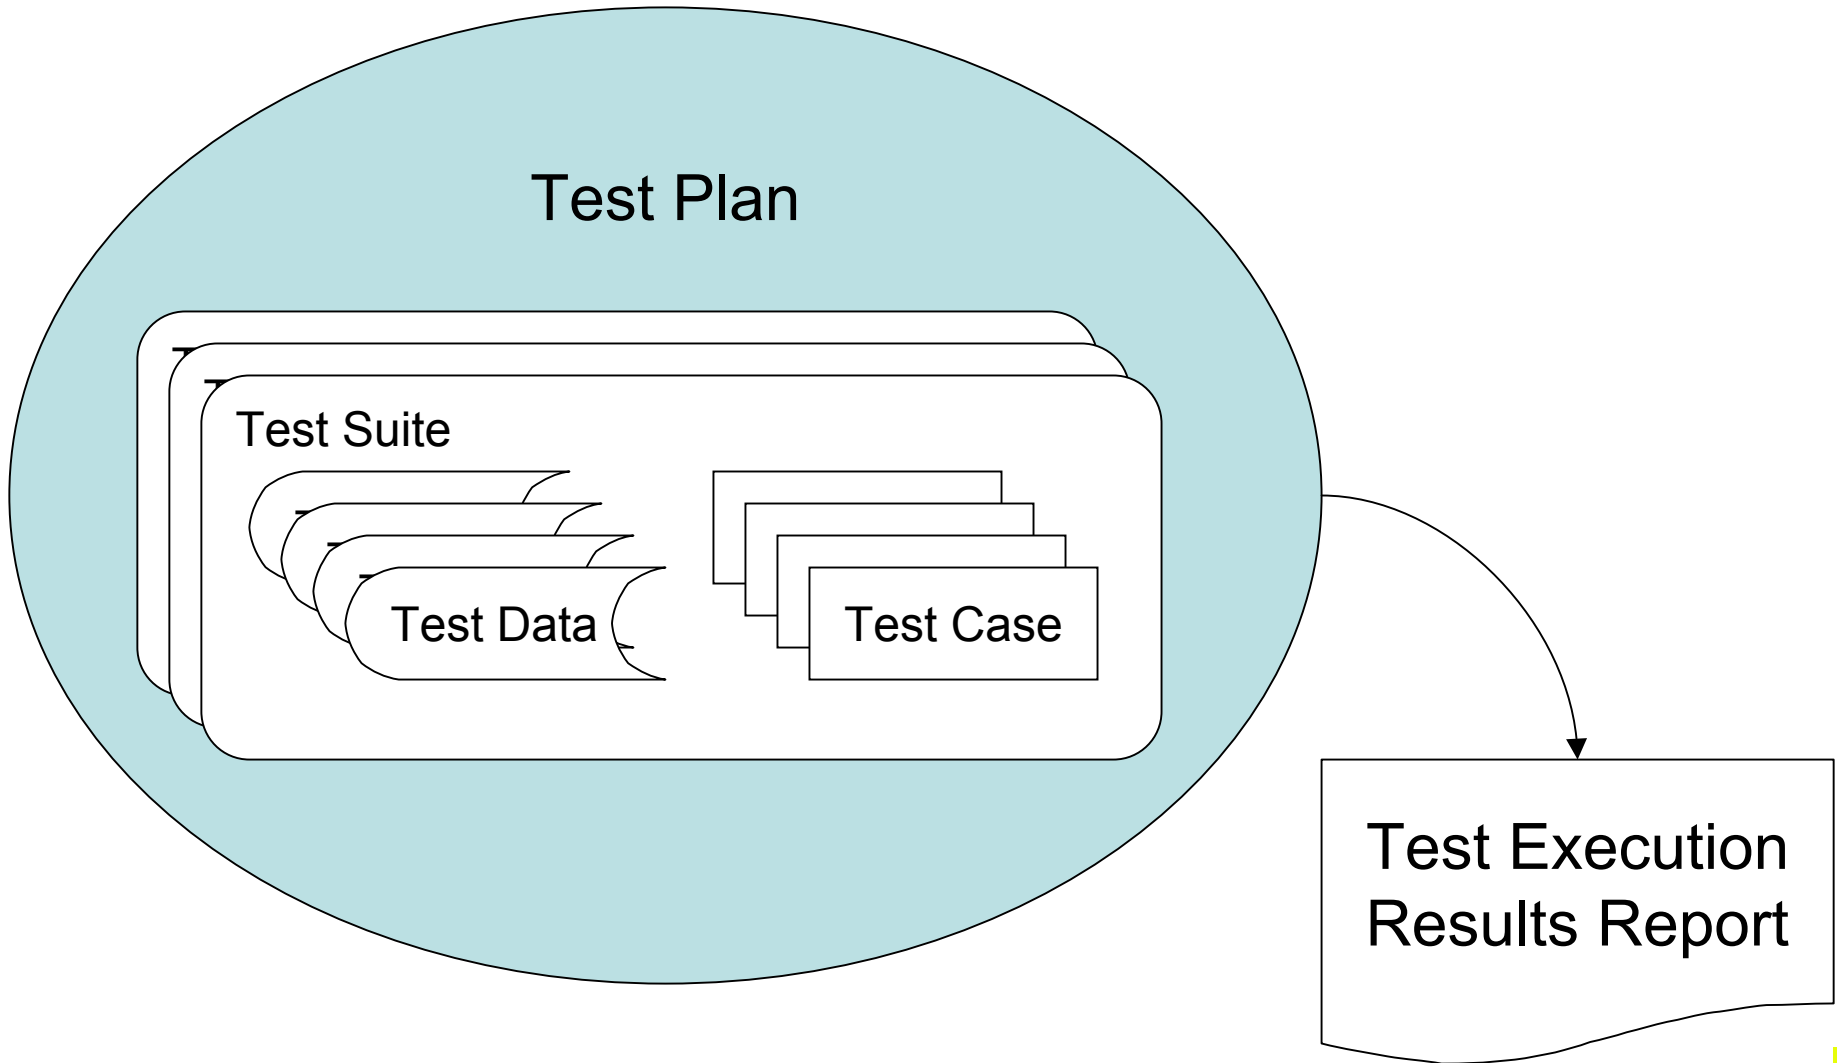 Test Plan
Test Suite
Test Data
Test Case
Test Execution
Results Report